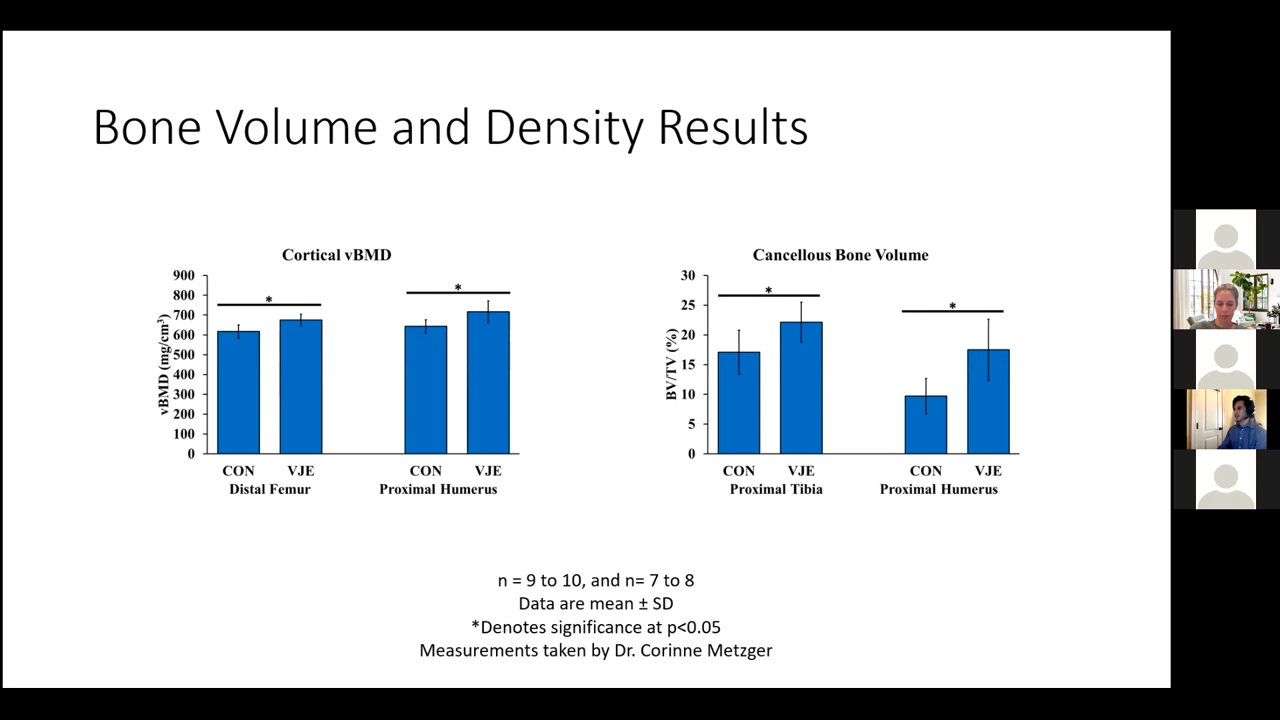 Bone Volume and Density Results
Cortical vBMD
vBMD (mg/cm³)
900
800
700
600
500
400
300
200
100
0
*
*
CON VJE CON VJE
Distal Femur Proximal Humerus
Cancellous Bone Volume
BV/TV (%)
30
25
20
15
10
5
0
*
*
CON VJE CON VJE
Proximal Tibia Proximal Humerus
n = 9 to 10, and n= 7 to 8
Data are mean ± SD
*Denotes significance at p<0.05
Measurements taken by Dr. Corinne Metzger